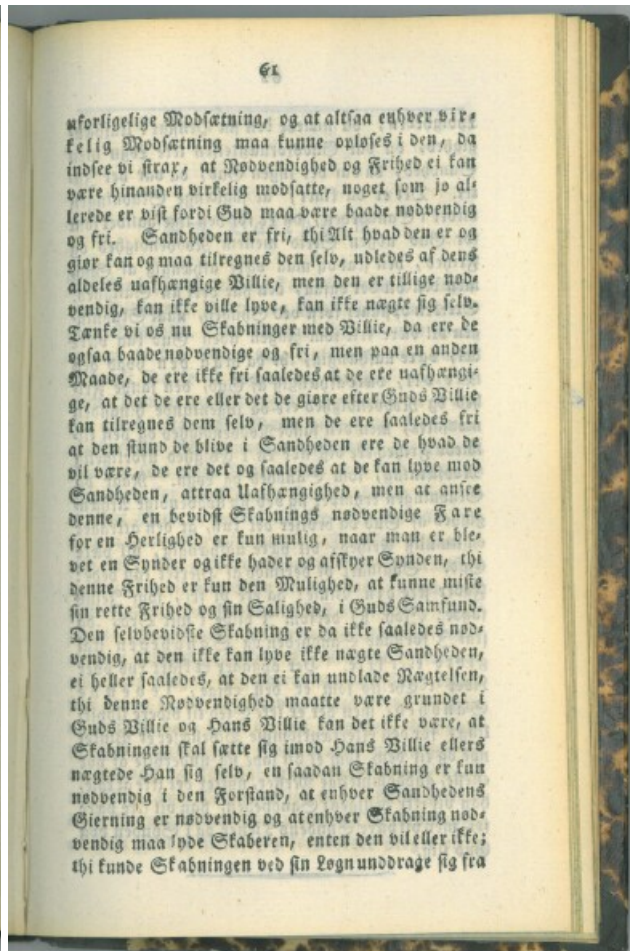 61
uforligelige Modsætning, og at altsaa enhver vir-
kelig Modsætning maa kunne opløses i den, da
indsee vi strax, at Nødvendighed og Frihed ei kan
være hinanden virkelig modsatte, noget som jo al-
lerede er vist fordi Gud maa være baade nødvendig
og fri. Sandheden er fri, thi Alt hvad den er og
giør kan og maa tilregnes den selv, udledes af dens
aldeles uafhængige Villie, men den er tillige nød-
vendig, kan ikke ville lyve, kan ikke nægte sig selv.
Tænke vi os nu Skabninger med Villie, da ere de
ogsaa baade nødvendige og fri, men paa en anden
Maade, de ere ikke fri saaledes at de ere uafhængi-
ge, at det de ere eller det de giøre efter Guds Villie
kan tilregnes dem selv, men de ere saaledes fri
at den stund de blive i Sandheden ere de hvad de
vil være, de ere det og saaledes at de kan lyve mod
Sandheden, attraa Uafhængighed, men at ansee
denne, en bevidst Skabnings nødvendige Fare
for en Herlighed er kun mulig, naar man er ble-
vet en Synder og ikke hader og afskyer Synden, thi
denne Frihed er kun den Mulighed, at kunne miste
sin rette Frihed og sin Salighed, i Guds Samfund.
Den selvbevidste Skabning er da ikke saaledes nød-
vendig, at den ikke kan lyve ikke nægte Sandheden,
ei heller saaledes, at den ei kan undlade Nægtelsen,
thi denne Nødvendighed maatte være grundet i
Guds Villie og Hans Villie kan det ikke være, at
Skabningen skal sætte sig imod Hans Villie ellers
nægtede Han sig selv, en saadan Skabning er kun
nødvendig i den Forstand, at enhver Sandhedens
Gierning er nødvendig og at enhver Skabning nød-
vendig maa lyde Skaberen, enten den vil eller ikke;
thi kunde Skabningen ved sin Løgn unddrage sig fra